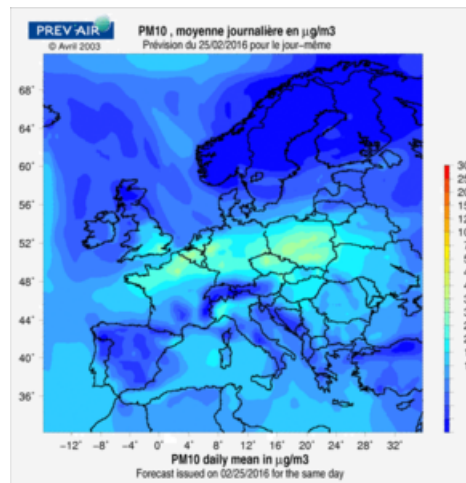 PREV'AIR
© Avril 2003
PM10 , moyenne journalière en µg/m3
Prévision du 25/02/2016 pour le jour-même
68°
64°
60°
56°
52°
48°
44°
40°
36°
−12° −8° −4° 0° 4° 8° 12° 16° 20° 24° 28° 32°
PM10 daily mean in µg/m3
Forecast issued on 02/25/2016 for the same day